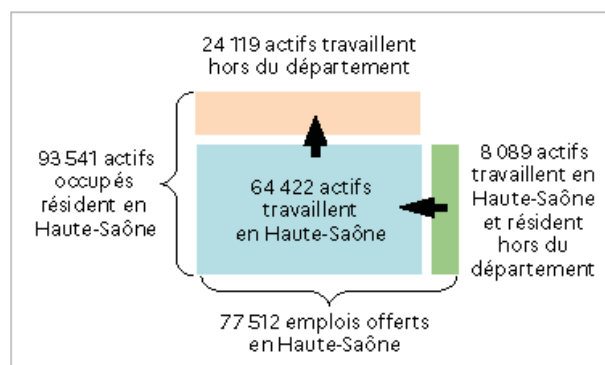 24 119 actifs travaillent
hors du département
93 541 actifs
occupés
résident en
Haute-Saône
64 422 actifs
travaillent
en Haute-Saône
8 089 actifs
travaillent en
Haute-Saône
et résident
hors du
département
77 512 emplois offerts
en Haute-Saône